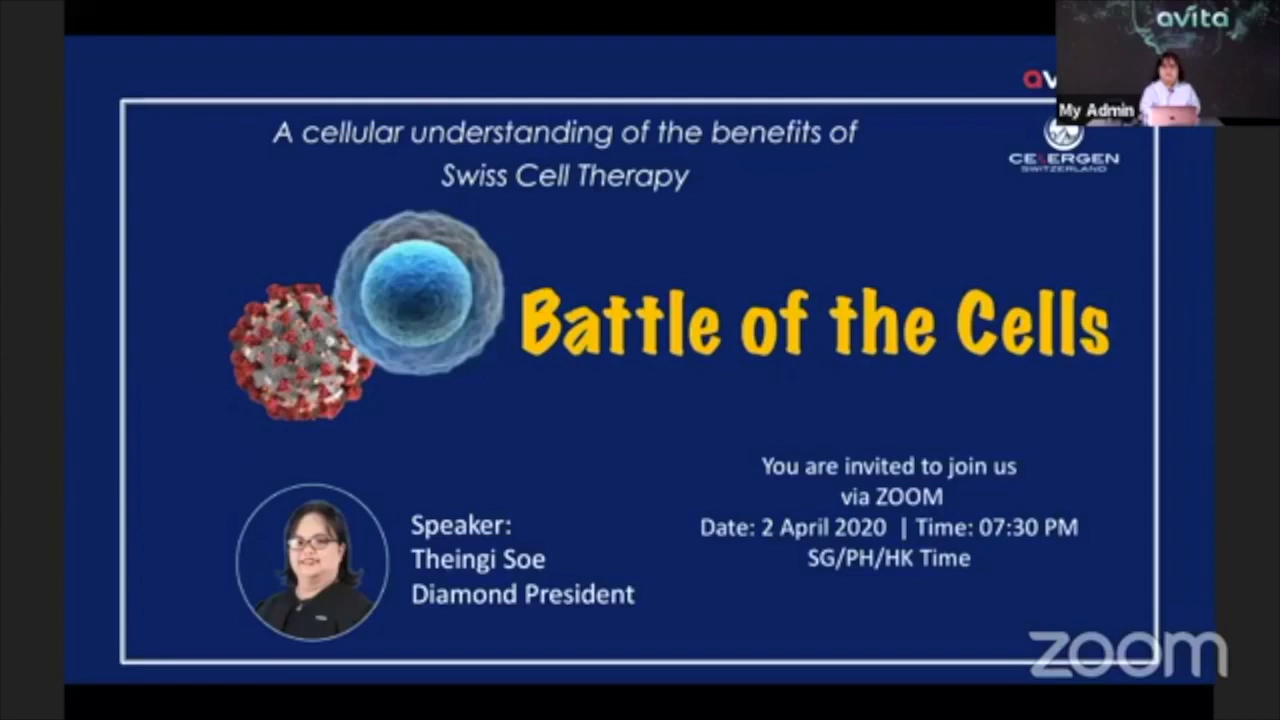 avita
My Admin
A cellular understanding of the benefits of
Swiss Cell Therapy
CELERGEN
SWITZERLAND
Battle of the Cells
You are invited to join us
via ZOOM
Date: 2 April 2020 | Time: 07:30 PM
SG/PH/HK Time
Speaker:
Theingi Soe
Diamond President
zoom